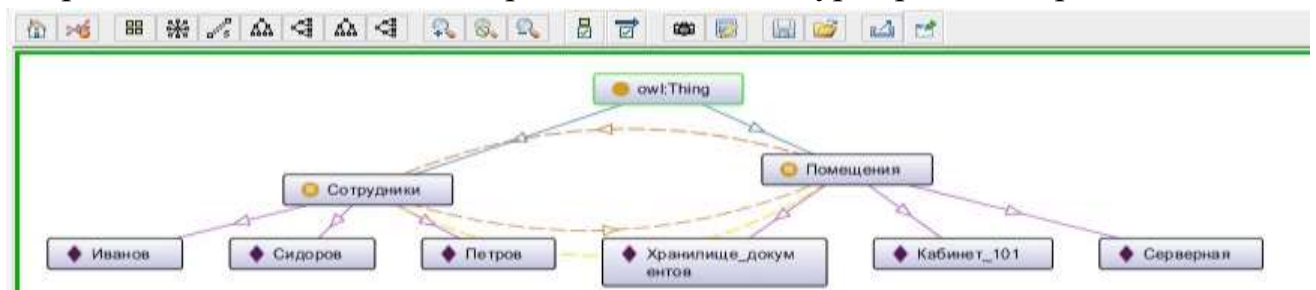 owl:Thing
Помещения
Сотрудники
Иванов
Сидоров
Петров
Хранилище_докум
ентов
Кабинет_101
Серверная